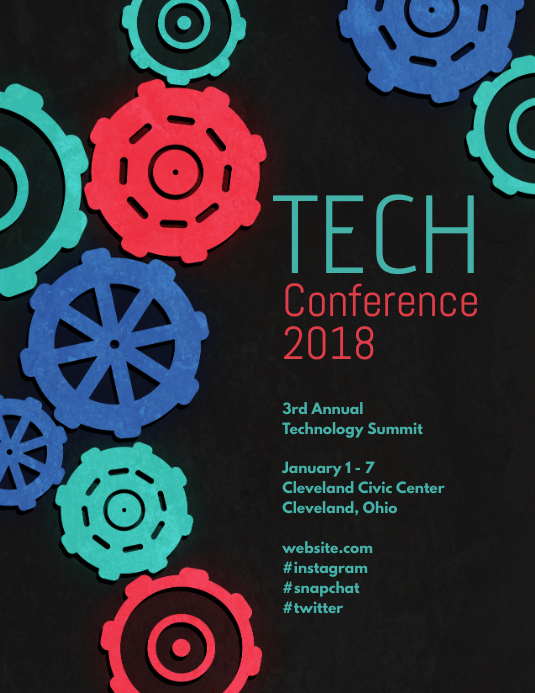 TECH
Conference
2018
3rd Annual
Technology Summit
January 1 - 7
Cleveland Civic Center
Cleveland, Ohio
website.com
#instagram
#snapchat
#twitter